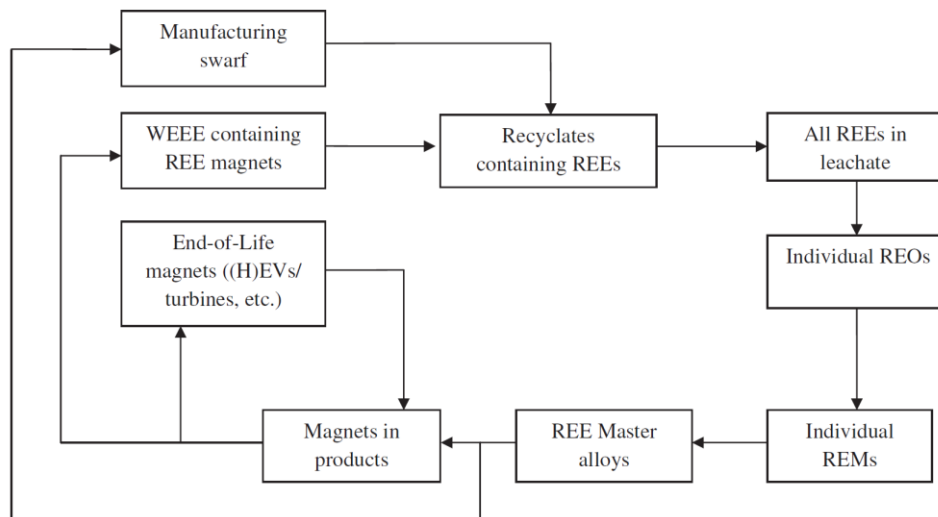 Manufacturing
swarf
WEEE containing
REE magnets
Recyclates
containing REEs
All REEs in
leachate
End-of-Life
magnets ((H)EVs/
turbines, etc.)
Individual REOs
Magnets in
products
REE Master
alloys
Individual
REMs